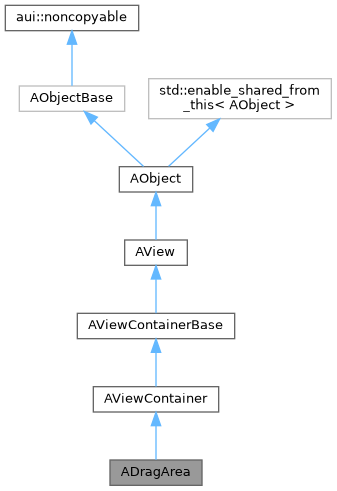 aui::noncopyable
AObjectBase
std::enable_shared_from
_this< AObject >
AObject
AView
AViewContainerBase
AViewContainer
ADragArea